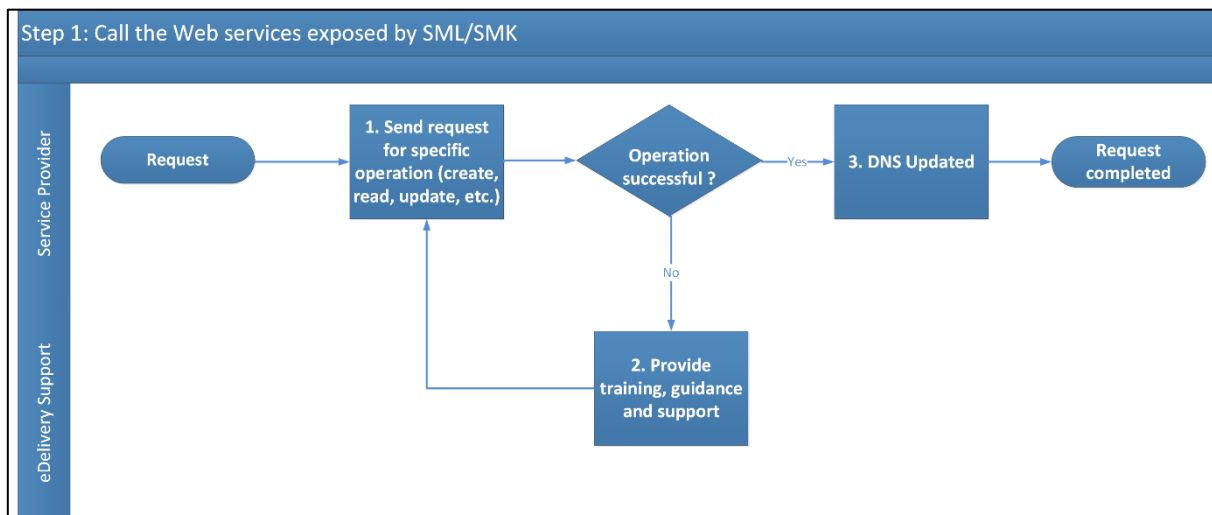 Step 1: Call the Web services exposed by SML/SMK
Service Provider
Request
1. Send request
for specific
operation (create,
read, update, etc.)
Operation
successful ?
Yes
3. DNS Updated
Request
completed
No
eDelivery Support
2. Provide
training, guidance
and support